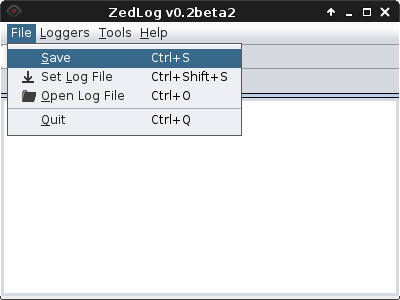 ZedLog v0.2beta2
File Loggers Tools Help
Save Ctrl+S
Set Log File Ctrl+Shift+S
Open Log File Ctrl+O
Quit Ctrl+Q